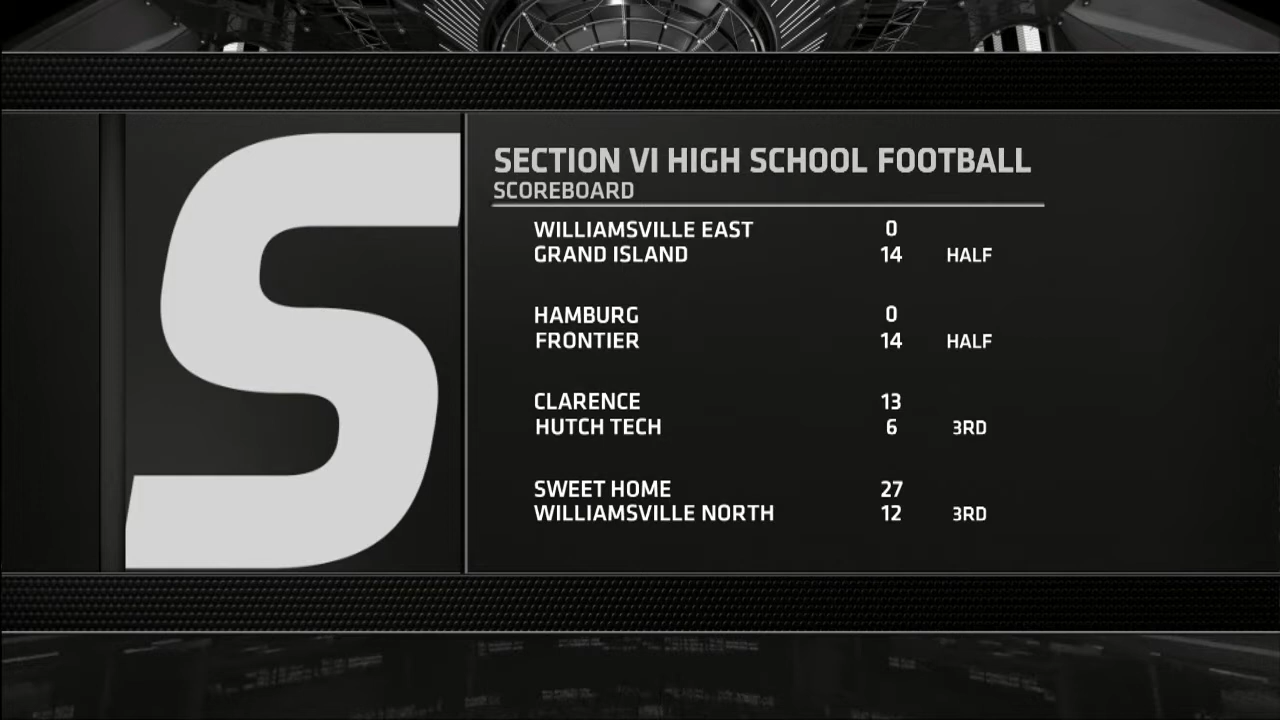 S
SECTION VI HIGH SCHOOL FOOTBALL
SCOREBOARD
WILLIAMSVILLE EAST 0
GRAND ISLAND 14 HALF
HAMBURG 0
FRONTIER 14 HALF
CLARENCE 13
HUTCH TECH 6 3RD
SWEET HOME 27
WILLIAMSVILLE NORTH 12 3RD